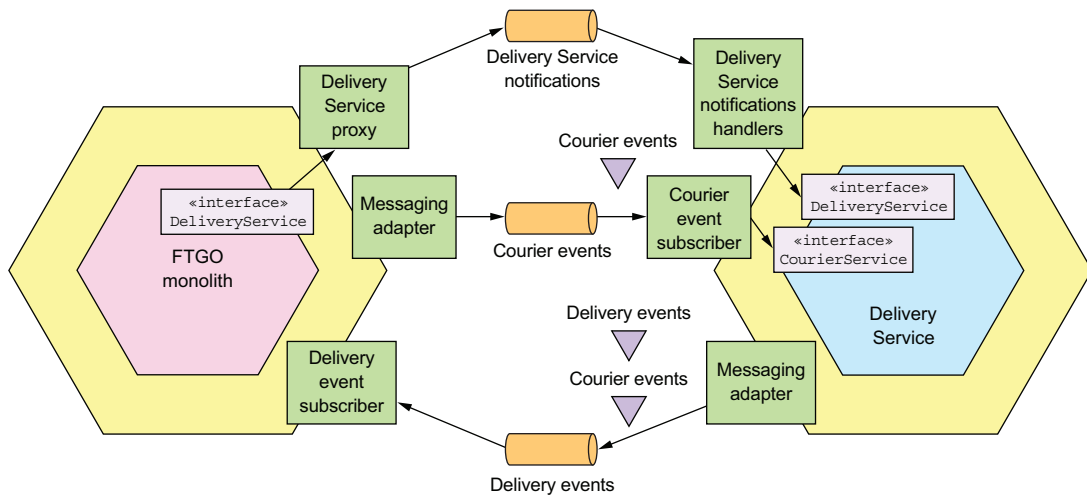 Delivery Service
notifications
Delivery
Service
proxy
Delivery
Service
notifications
handlers
Courier events
«interface»
DeliveryService
«interface»
DeliveryService
Messaging
adapter
Courier
event
subscriber
Courier events
«interface»
CourierService
FTGO
monolith
Delivery
Service
Delivery events
Delivery
event
subscriber
Courier events
Messaging
adapter
Delivery events